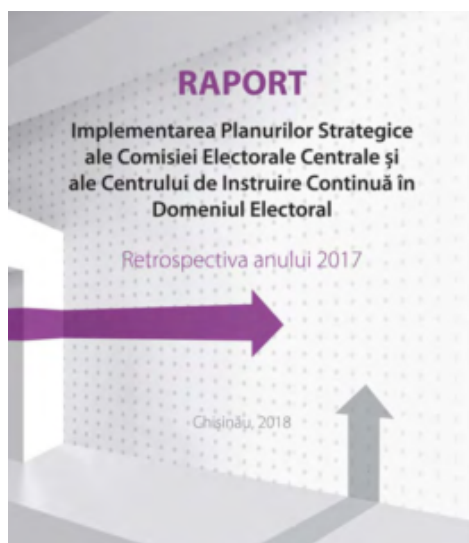 RAPORT
Implementarea Planurilor Strategice
ale Comisiei Electorale Centrale și
ale Centrului de Instruire Continuă în
Domeniul Electoral
Retrospectiva anului 2017
Chișinău, 2018